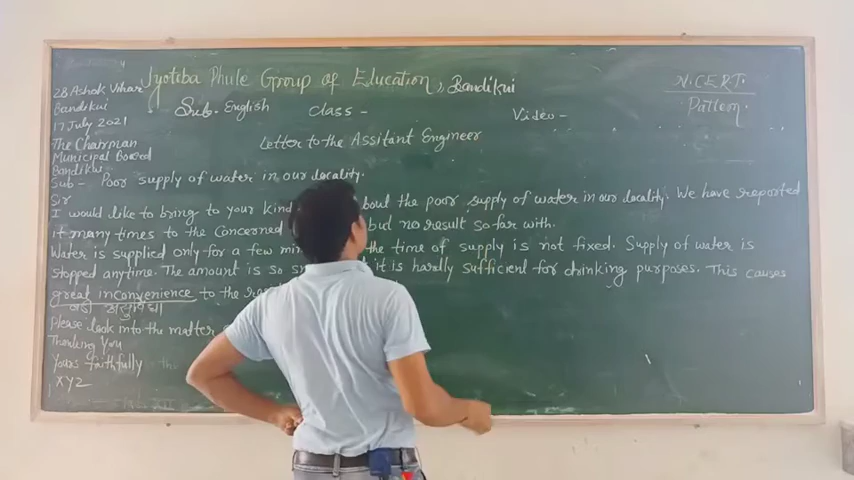 Jyotiba Phule Group of Education, Bandikui
N.C.E.R.T.
Pattern
Sub. English Class - Video -
Letter to the Assitant Engineer
28 Ashok Vihar
Bandikui
17 July 2021
The Chairman
Municipal Boared
Bandikui
Sub - Poor supply of water in our locality.
Sir
I would like to bring to your kind about the poor supply of water in our locality. We have reported
it many times to the Concerned but no result so far with.
Water is supplied only for a few the time of supply is not fixed. Supply of water is
stopped anytime. The amount is so it is hardly sufficient for drinking purposes. This causes
great inconvenience to the
बड़ी असुविधा
Please look into the matter
Thanking You
Yours faithfully
XYZ